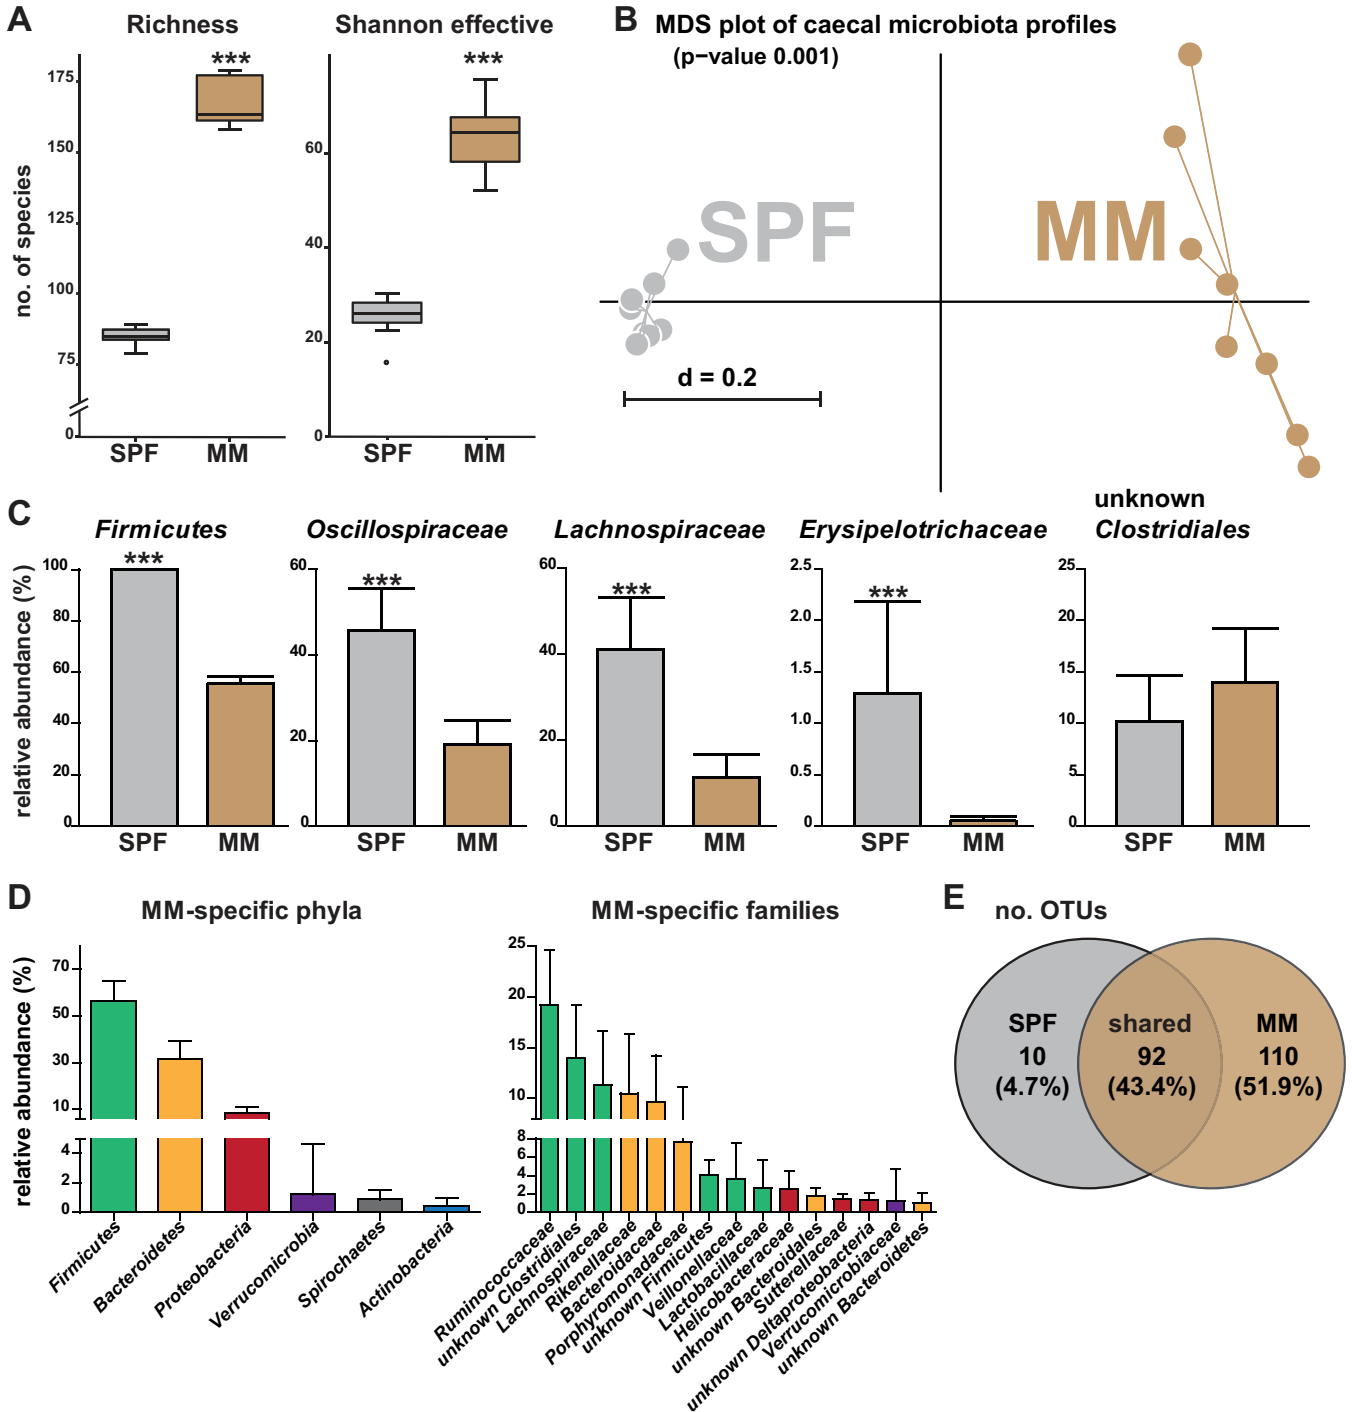 A
Richness
Shannon effective
no. of species
175
150
125
100
75
0
***
SPF
MM
60
40
20
0
***
SPF
MM
B
MDS plot of caecal microbiota profiles
(p−value 0.001)
SPF
MM
d = 0.2
C
relative abundance (%)
Firmicutes
100
80
60
40
20
0
***
SPF
MM
Oscillospiraceae
60
40
20
0
***
SPF
MM
Lachnospiraceae
60
40
20
0
***
SPF
MM
Erysipelotrichaceae
2.5
2.0
1.5
1.0
0.5
0
***
SPF
MM
unknown
Clostridiales
25
20
15
10
5
0
SPF
MM
D
MM-specific phyla
relative abundance (%)
70
50
30
10
4
2
0
Firmicutes
Bacteroidetes
Proteobacteria
Verrucomicrobia
Spirochaetes
Actinobacteria
MM-specific families
25
20
15
10
8
6
4
2
0
Ruminococcaceae
unknown Clostridiales
Lachnospiraceae
Rikenellaceae
Bacteroidaceae
Porphyromonadaceae
unknown Firmicutes
Veillonellaceae
Lactobacillaceae
Helicobacteraceae
unknown Bacteroidales
Sutterellaceae
unknown Deltaproteobacteria
Verrucomicrobiaceae
unknown Bacteroidetes
E
no. OTUs
SPF
10
(4.7%)
shared
92
(43.4%)
MM
110
(51.9%)